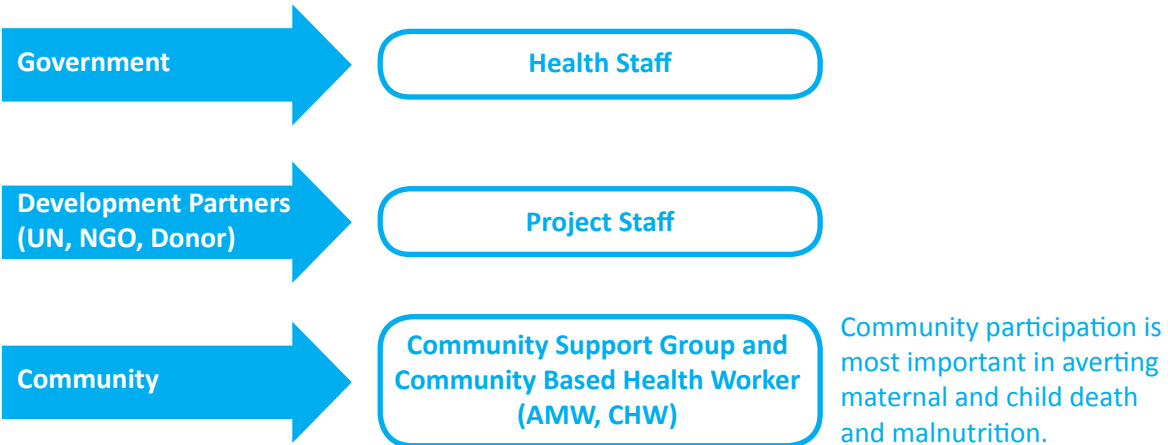 Government
Health Staff
Development Partners
(UN, NGO, Donor)
Project Staff
Community
Community Support Group and
Community Based Health Worker
(AMW, CHW)
Community participation is
most important in averting
maternal and child death
and malnutrition.